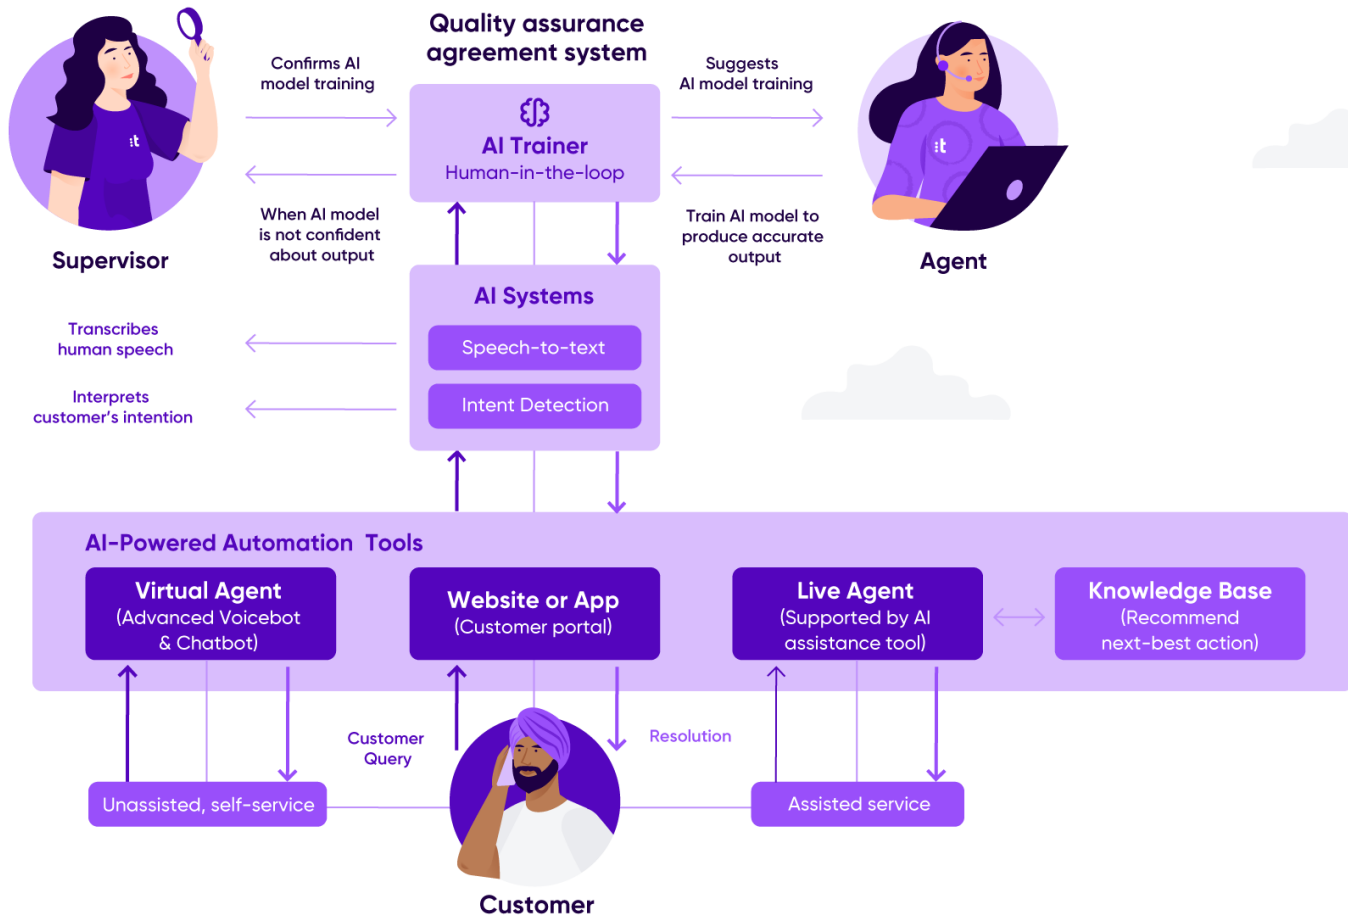 Quality assurance
agreement system
Confirms AI
model training
Suggests
AI model training
AI Trainer
Human-in-the-loop
:t
:t
When AI model
is not confident
about output
Train AI model to
produce accurate
output
Supervisor
Agent
AI Systems
Speech-to-text
Intent Detection
Transcribes
human speech
Interprets
customer’s intention
AI-Powered Automation Tools
Virtual Agent
(Advanced Voicebot
& Chatbot)
Website or App
(Customer portal)
Live Agent
(Supported by AI
assistance tool)
Knowledge Base
(Recommend
next-best action)
Customer
Query
Resolution
Unassisted, self-service
Assisted service
Customer